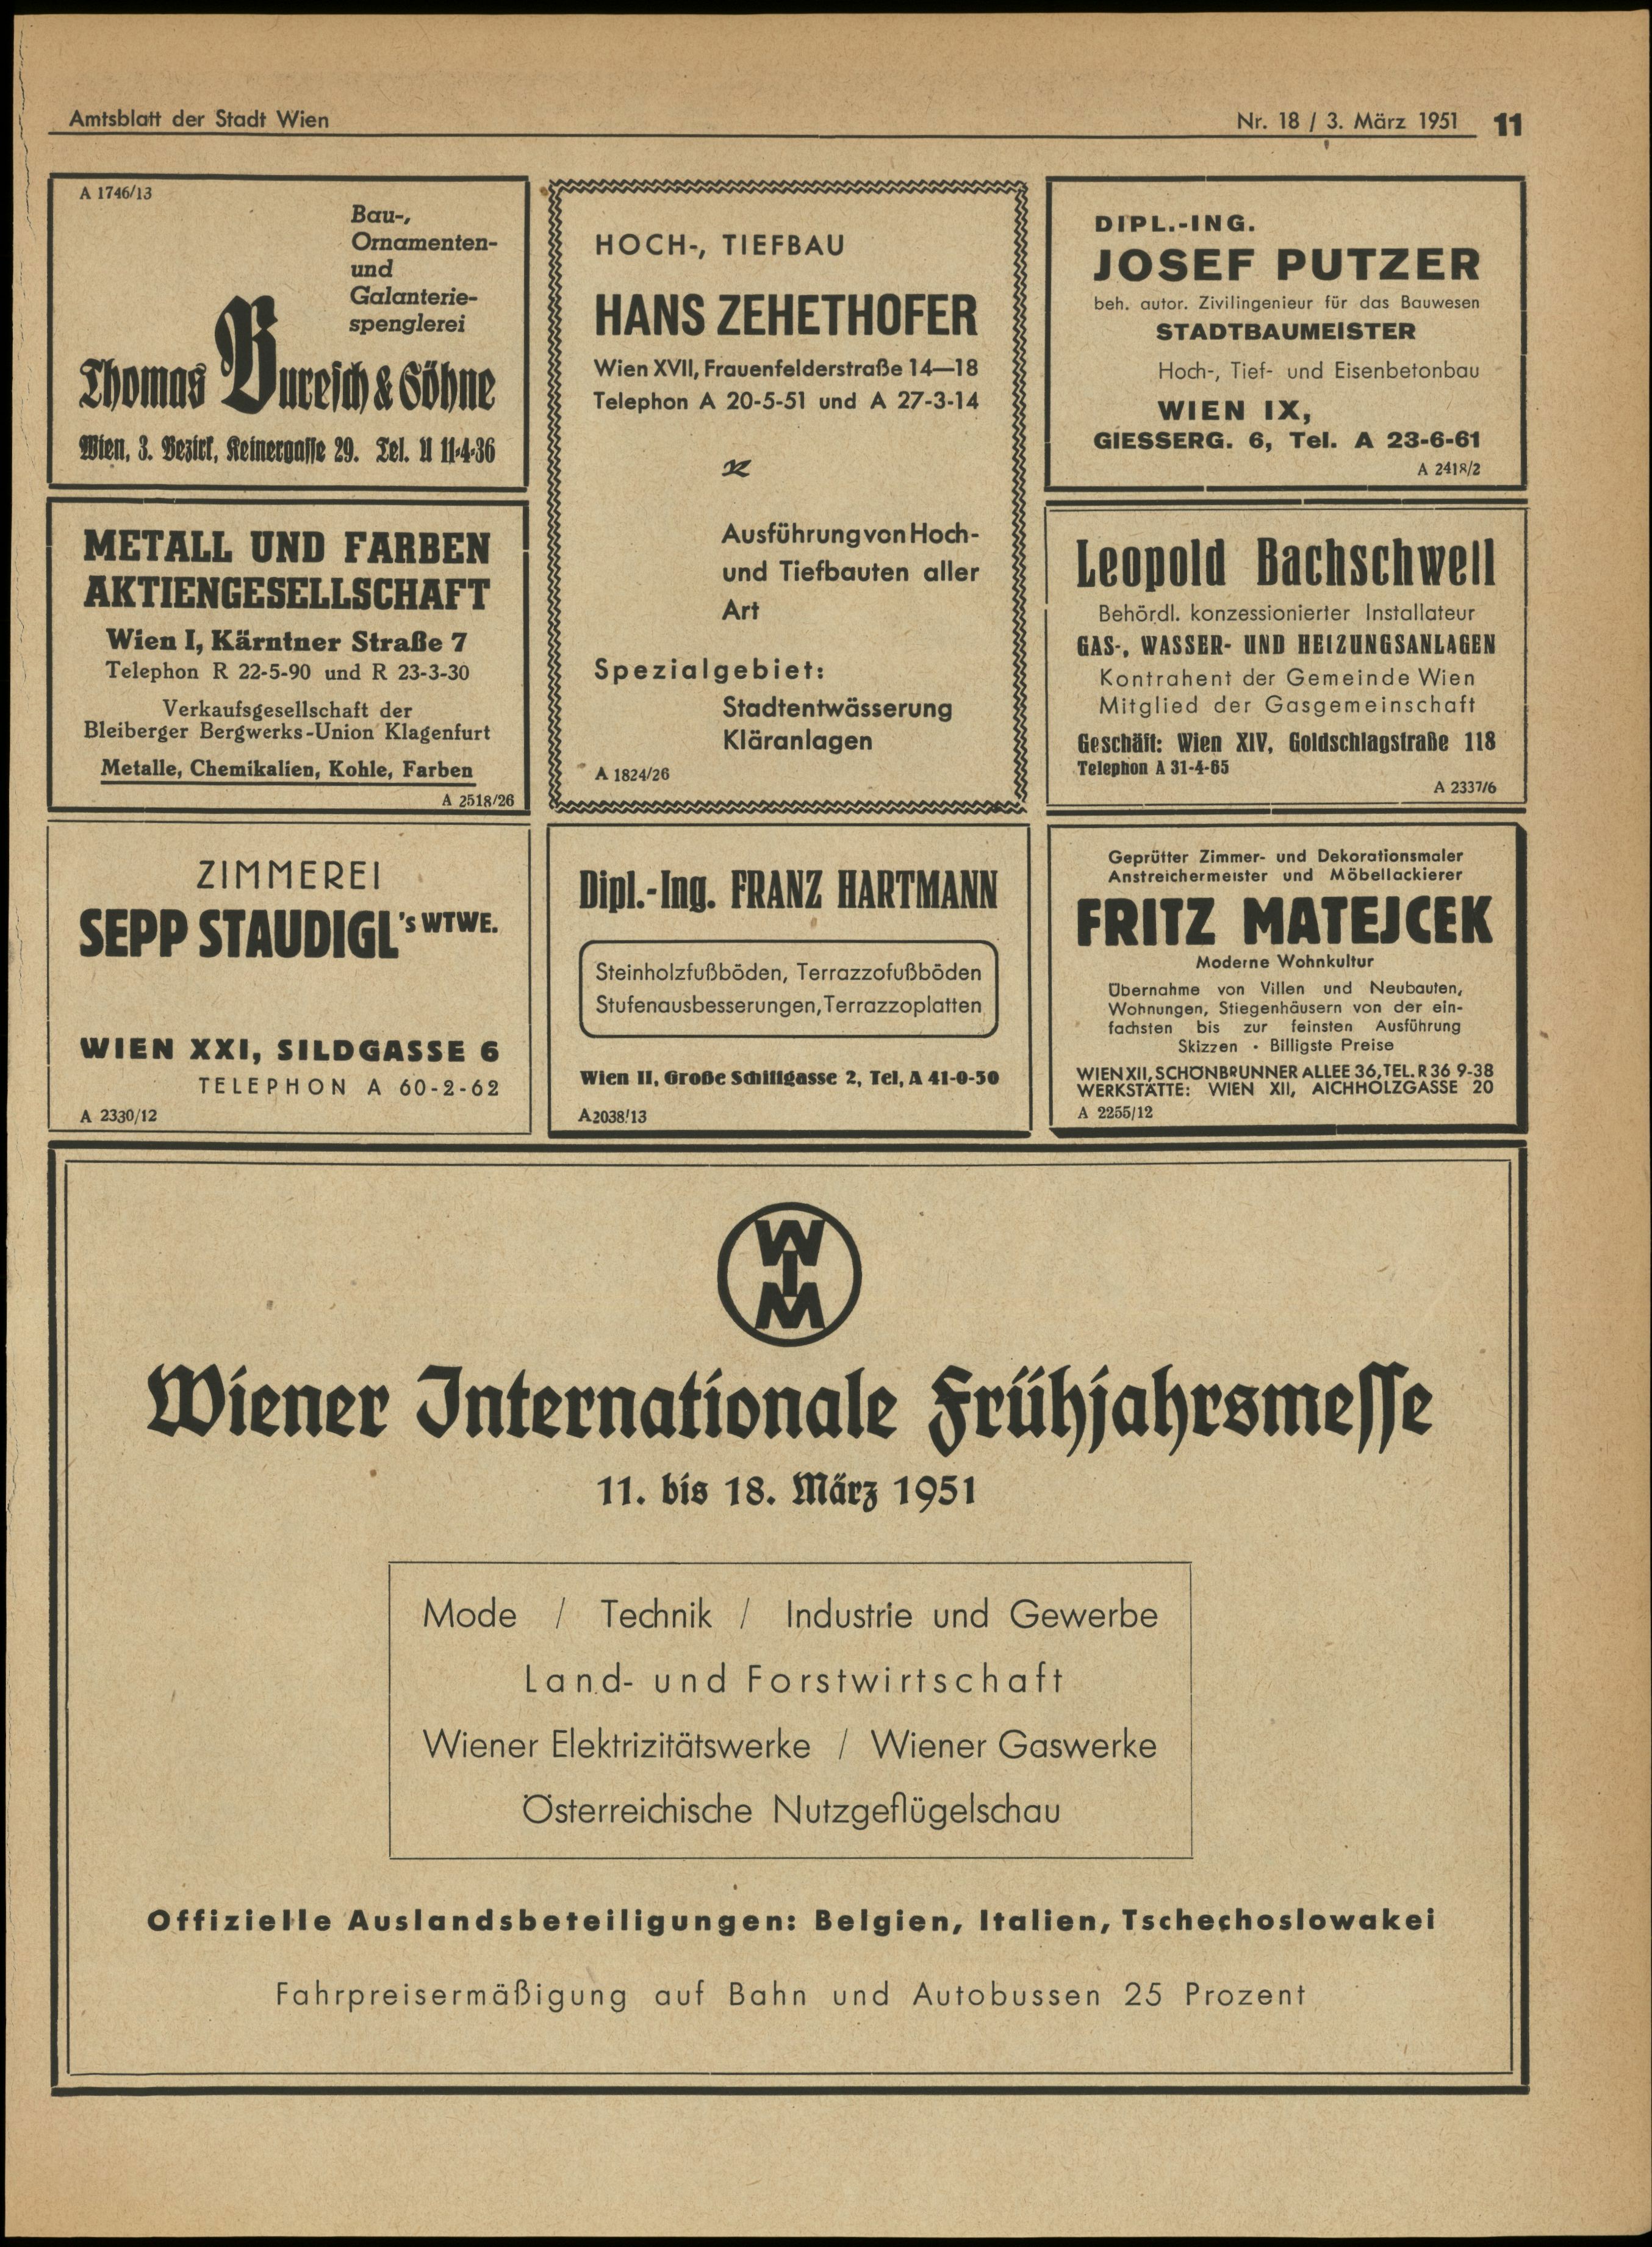 Amtsblatt der Stadt Wien
Nr. 18 / 3. März 1951 11
A 1746/13
Bau-,
Ornamenten-
und
Galanterie-
spenglerei
Thomas Buresch & Söhne
Wien, 3. Bezirk, Keinergasse 29. Tel. U 11-4-36
METALL UND FARBEN
AKTIENGESELLSCHAFT
Wien I, Kärntner Straße 7
Telephon R 22-5-90 und R 23-3-30
Verkaufsgesellschaft der
Bleiberger Bergwerks-Union Klagenfurt
Metalle, Chemikalien, Kohle, Farben
A 2518/26
ZIMMEREI
SEPP STAUDIGL's WTWE.
WIEN XXI, SILDGASSE 6
TELEPHON A 60-2-62
A 2330/12
HOCH-, TIEFBAU
HANS ZEHETHOFER
Wien XVII, Frauenfelderstraße 14—18
Telephon A 20-5-51 und A 27-3-14
Ausführung von Hoch-
und Tiefbauten aller
Art
Spezialgebiet:
Stadtentwässerung
Kläranlagen
A 1824/26
Dipl.-Ing. FRANZ HARTMANN
Steinholzfußböden, Terrazzofußböden
Stufenausbesserungen, Terrazzoplatten
Wien II, Große Schiffgasse 2, Tel, A 41-0-50
A 2038/13
DIPL.-ING.
JOSEF PUTZER
beh. autor. Zivilingenieur für das Bauwesen
STADTBAUMEISTER
Hoch-, Tief- und Eisenbetonbau
WIEN IX,
GIESSERG. 6, Tel. A 23-6-61
A 2418/2
Leopold Bachschwell
Behördl. konzessionierter Installateur
GAS-, WASSER- UND HEIZUNGSANLAGEN
Kontrahent der Gemeinde Wien
Mitglied der Gasgemeinschaft
Geschäft: Wien XIV, Goldschlagstraße 118
Telephon A 31-4-65
A 2337/6
Geprüfter Zimmer- und Dekorationsmaler
Anstreichermeister und Möbellackierer
FRITZ MATEJCEK
Moderne Wohnkultur
Übernahme von Villen und Neubauten,
Wohnungen, Stiegenhäusern von der ein-
fachsten bis zur feinsten Ausführung
Skizzen · Billigste Preise
WIEN XII, SCHÖNBRUNNER ALLEE 36, TEL. R 36 9-38
WERKSTÄTTE: WIEN XII, AICHHOLZGASSE 20
A 2255/12
WIM
Wiener Internationale Frühjahrsmesse
11. bis 18. März 1951
Mode / Technik / Industrie und Gewerbe
Land- und Forstwirtschaft
Wiener Elektrizitätswerke / Wiener Gaswerke
Österreichische Nutzgeflügelschau
Offizielle Auslandsbeteiligungen: Belgien, Italien, Tschechoslowakei
Fahrpreisermäßigung auf Bahn und Autobussen 25 Prozent